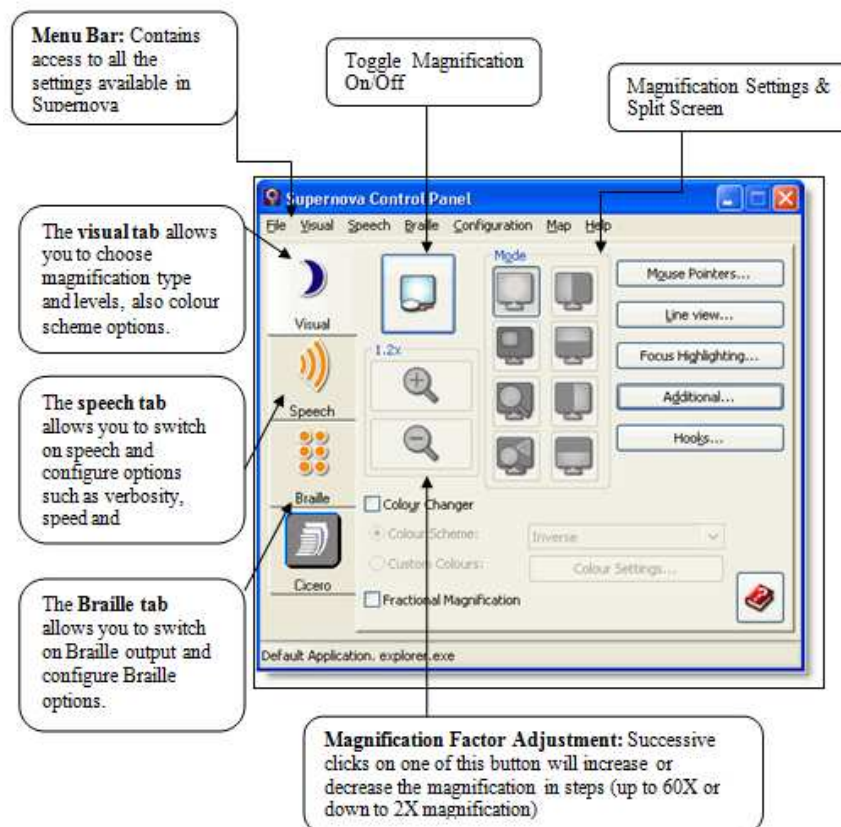 Menu Bar: Contains
access to all the
settings available in
Supernova
Toggle Magnification
On/Off
Magnification Settings &
Split Screen
The visual tab allows
you to choose
magnification type
and levels, also colour
scheme options.
The speech tab
allows you to switch
on speech and
configure options
such as verbosity,
speed and
The Braille tab
allows you to switch
on Braille output and
configure Braille
options.
Supernova Control Panel
File Visual Speech Braille Configuration Map Help
Visual
Speech
Braille
Cicero
1.2x
Mode
Mouse Pointers...
Line view...
Focus Highlighting...
Additional...
Hooks...
Colour Changer
Colour Scheme:
Inverse
Custom Colours:
Colour Settings...
Fractional Magnification
Default Application. explorer.exe
Magnification Factor Adjustment: Successive
clicks on one of this button will increase or
decrease the magnification in steps (up to 60X or
down to 2X magnification)